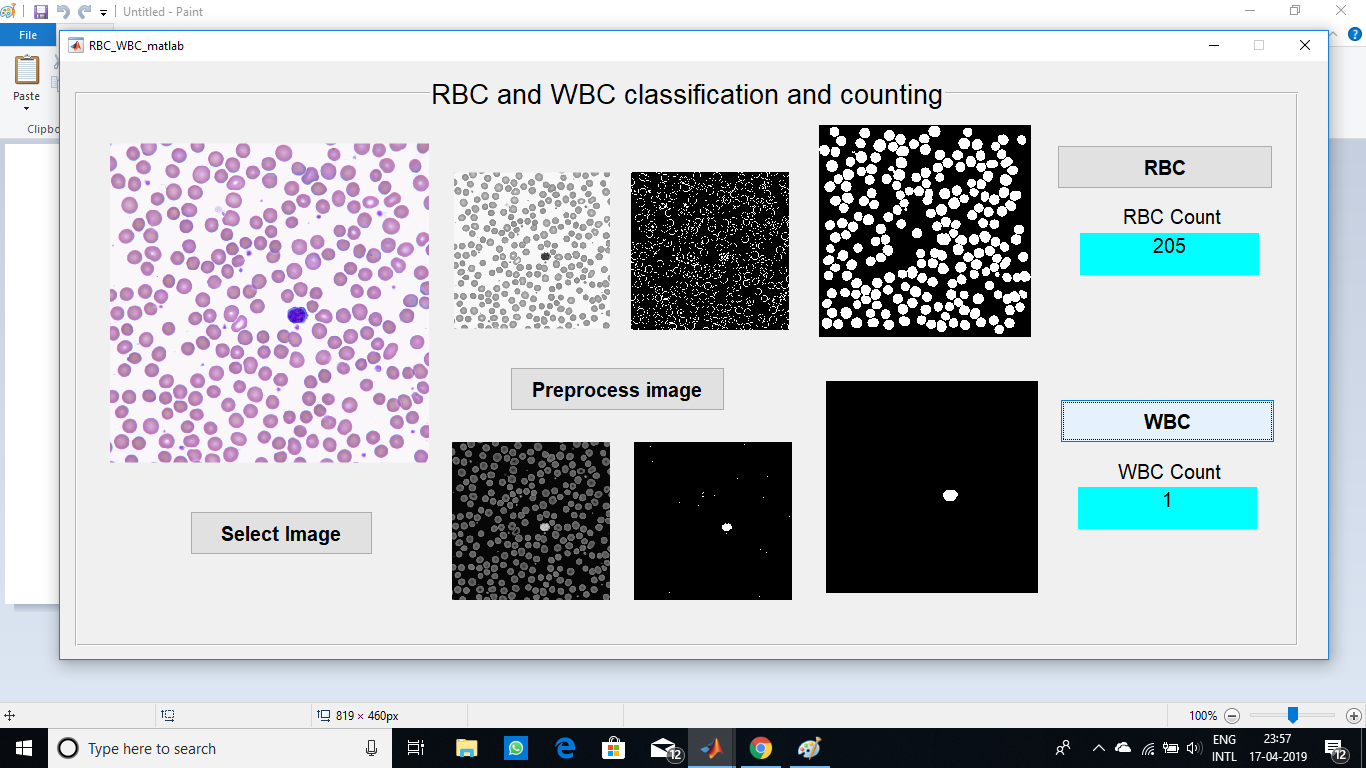 Untitled - Paint
File
RBC_WBC_matlab
Paste
Clipbo
RBC and WBC classification and counting
RBC
RBC Count
205
Preprocess image
WBC
WBC Count
1
Select Image
819 × 460px
100%
Type here to search
12
ENG
INTL
23:57
17-04-2019
12